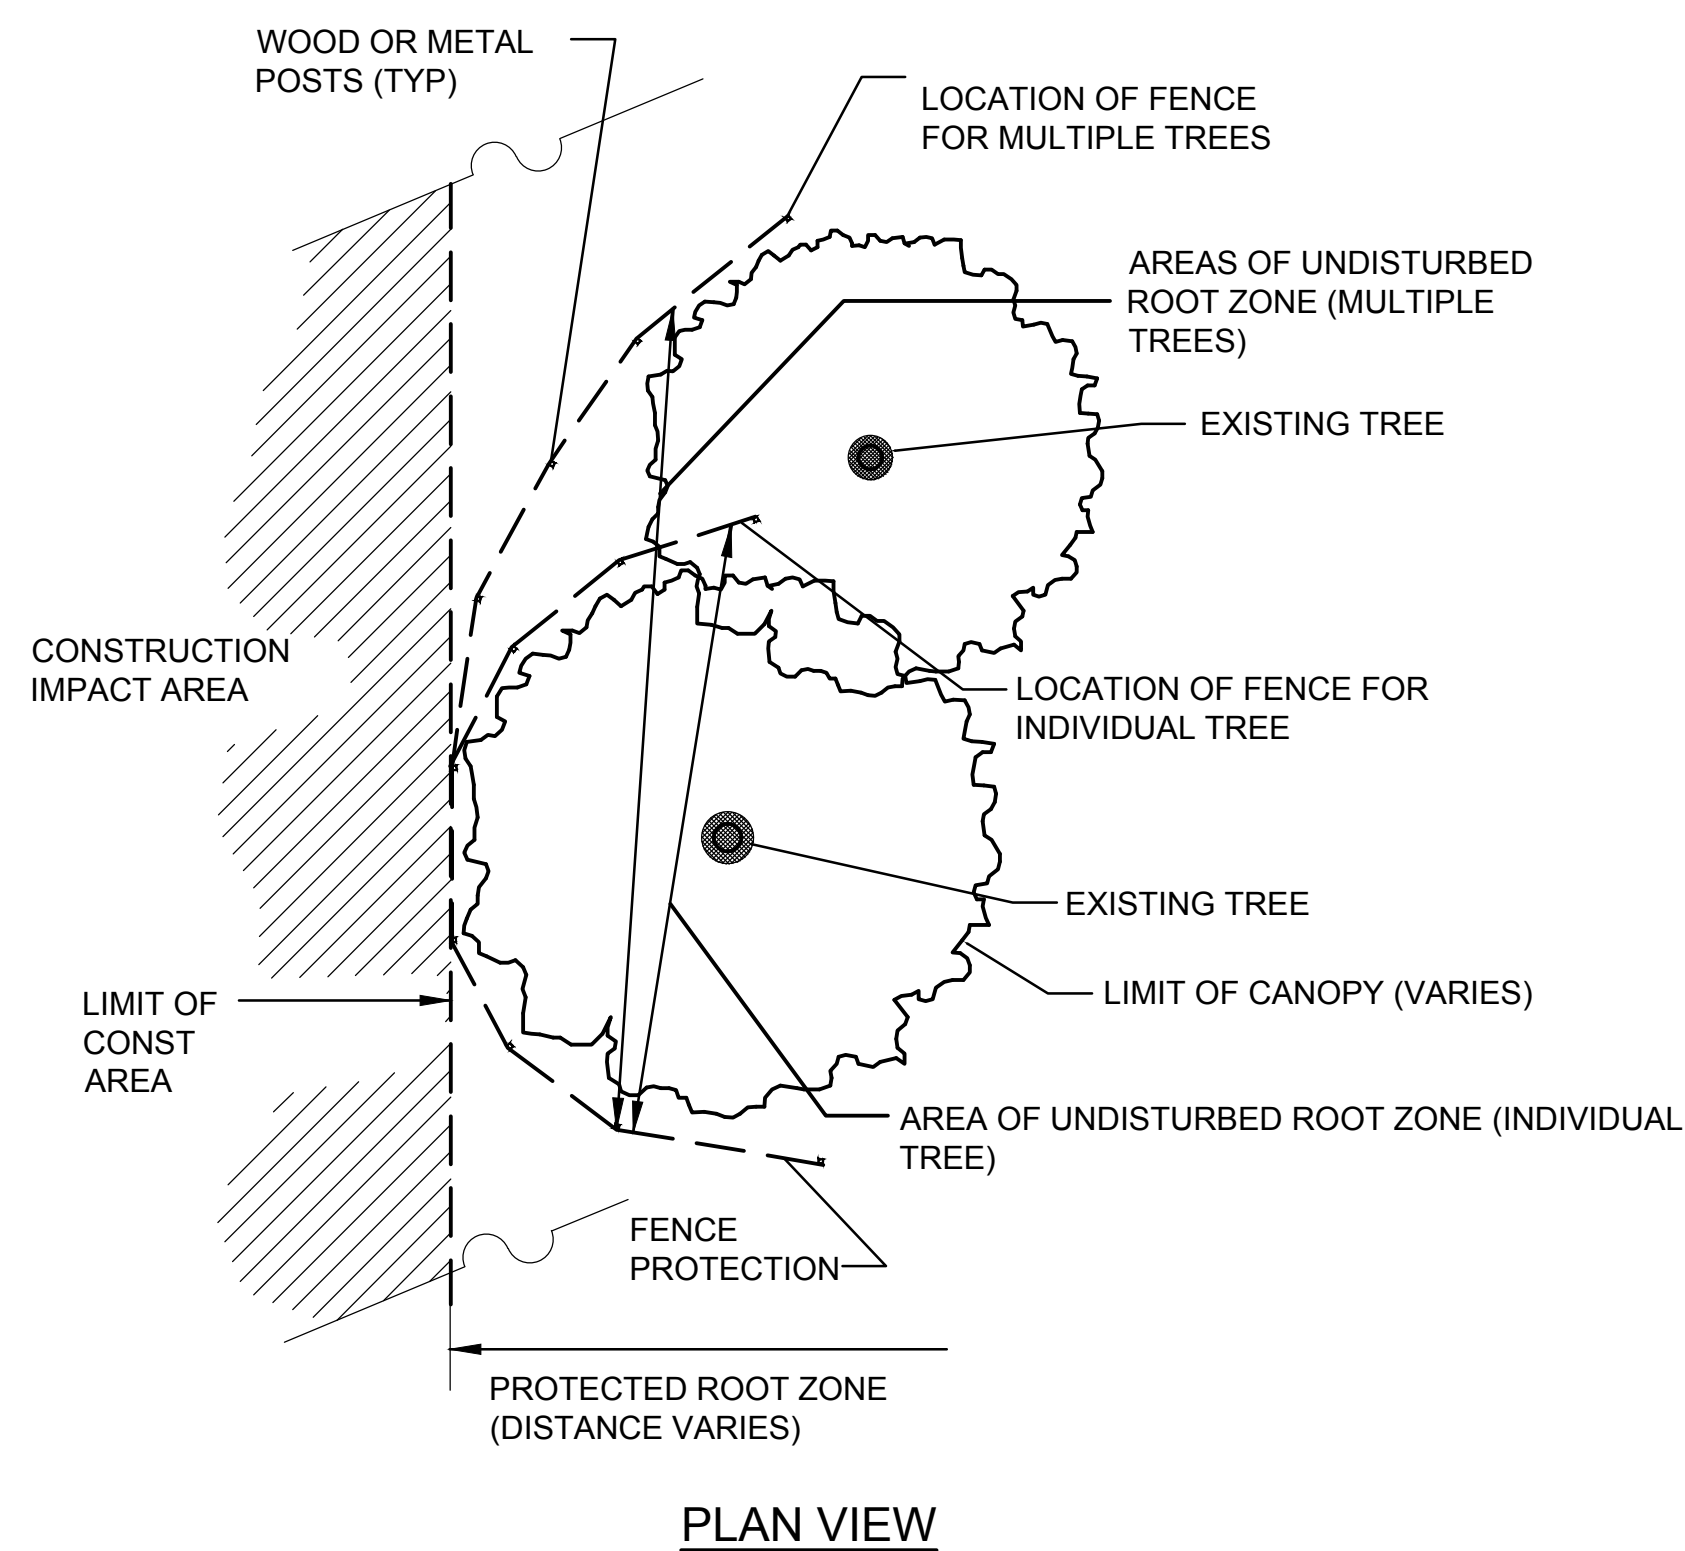 WOOD OR METAL
POSTS (TYP)
LOCATION OF FENCE
FOR MULTIPLE TREES
AREAS OF UNDISTURBED
ROOT ZONE (MULTIPLE
TREES)
EXISTING TREE
CONSTRUCTION
IMPACT AREA
LOCATION OF FENCE FOR
INDIVIDUAL TREE
EXISTING TREE
LIMIT OF CANOPY (VARIES)
LIMIT OF
CONST
AREA
AREA OF UNDISTURBED ROOT ZONE (INDIVIDUAL
TREE)
FENCE
PROTECTION
PROTECTED ROOT ZONE
(DISTANCE VARIES)
PLAN VIEW